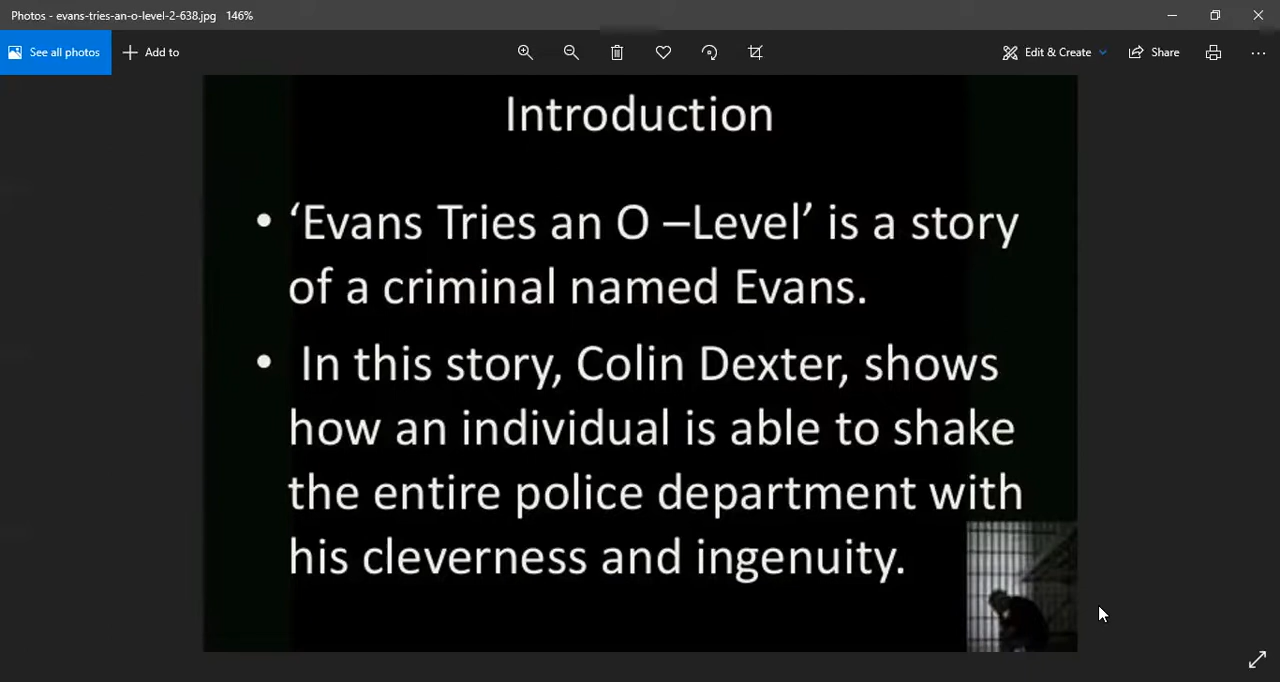 Photos - evans-tries-an-o-level-2-638.jpg 146%
See all photos
Add to
Edit & Create
Share
Introduction
• ‘Evans Tries an O –Level’ is a story
of a criminal named Evans.
• In this story, Colin Dexter, shows
how an individual is able to shake
the entire police department with
his cleverness and ingenuity.